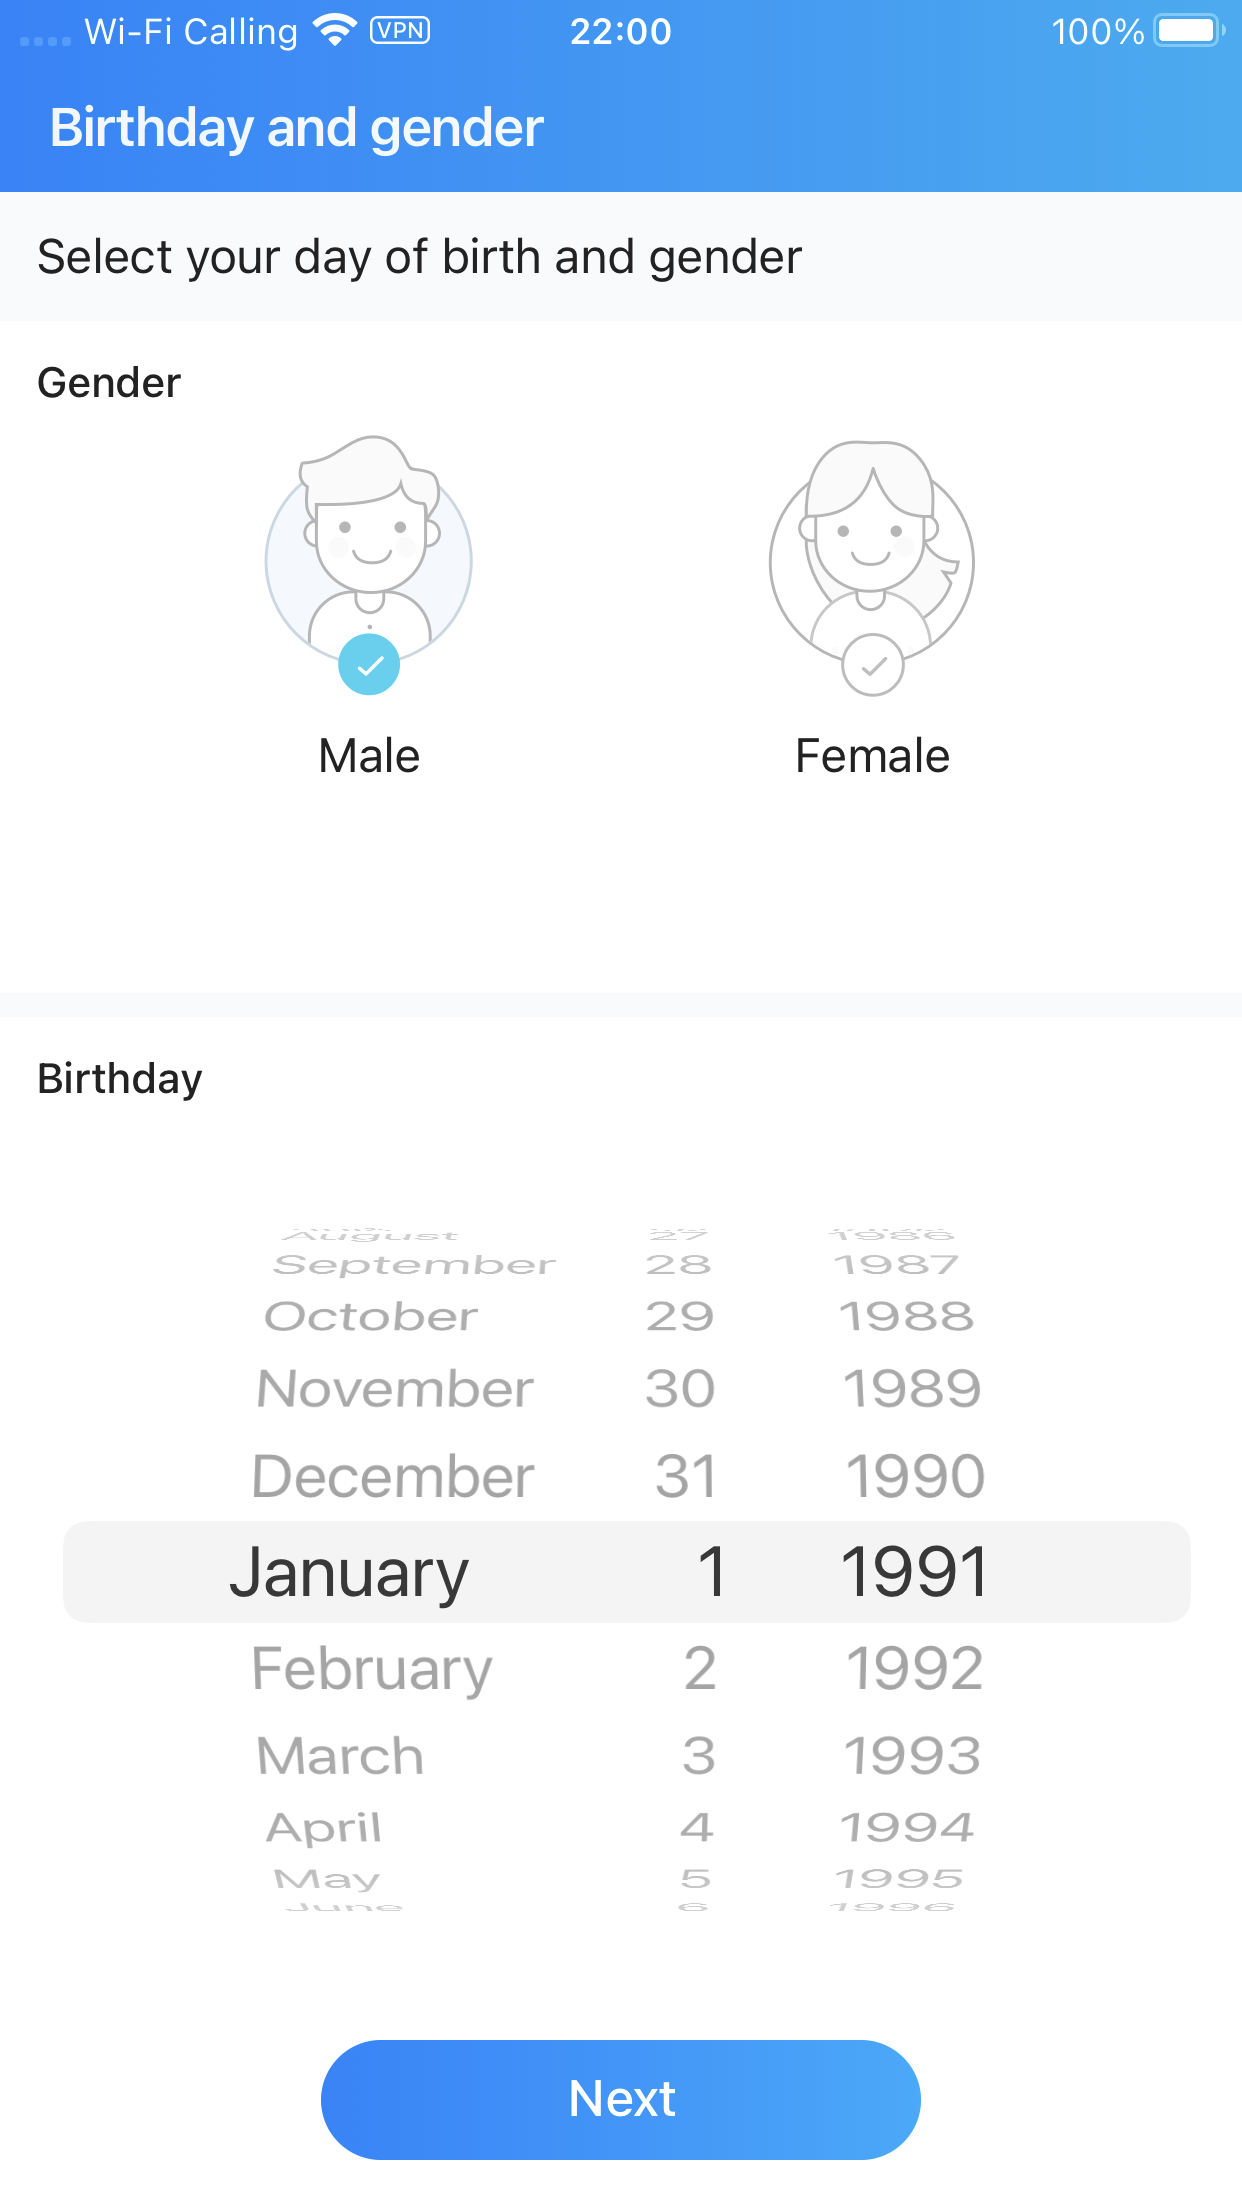 Wi-Fi Calling VPN 22:00 100%
Birthday and gender
Select your day of birth and gender
Gender
Male Female
Birthday
August 27 1986
September 28 1987
October 29 1988
November 30 1989
December 31 1990
January 1 1991
February 2 1992
March 3 1993
April 4 1994
May 5 1995
June 6 1996
Next